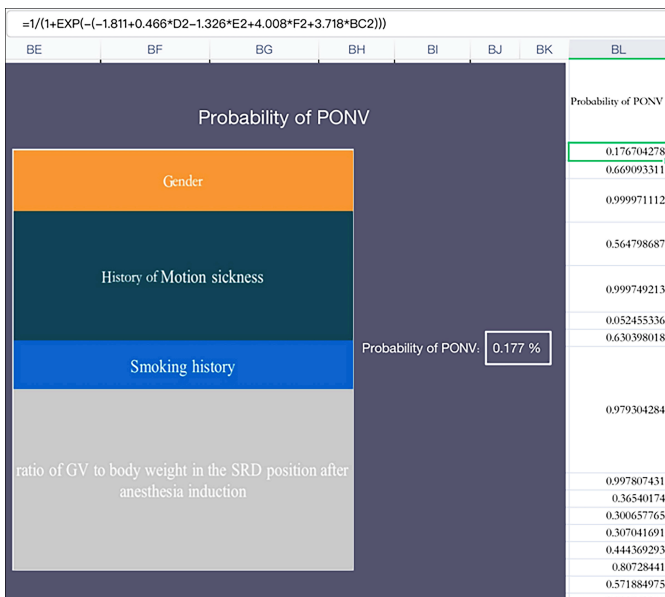 =1/(1+EXP(-(-1.811+0.466*D2-1.326*E2+4.008*F2+3.718*BC2)))
BE BF BG BH BI BJ BK BL
Probability of PONV
Probability of PONV
Gender
History of Motion sickness
Smoking history
ratio of GV to body weight in the SRD position after
anesthesia induction
Probability of PONV: 0.177 %
0.176704278
0.669093311
0.999971112
0.564798687
0.999749213
0.052455336
0.630398018
0.979304284
0.997807431
0.36540174
0.300657765
0.307041691
0.444369293
0.80728441
0.571884975